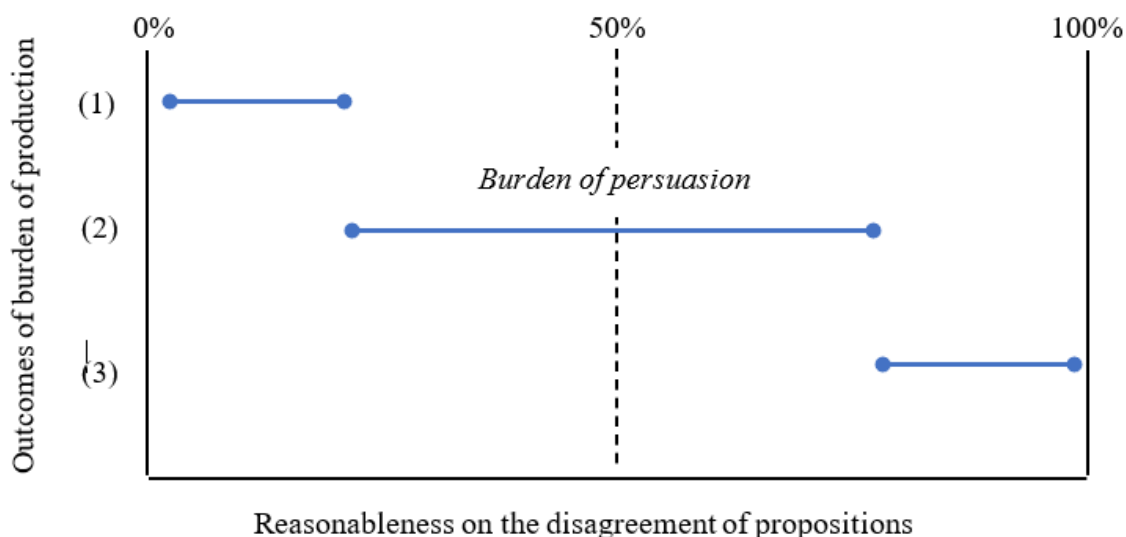 0% 50% 100%
Outcomes of burden of production
(1)
Burden of persuasion
(2)
(3)
Reasonableness on the disagreement of propositions